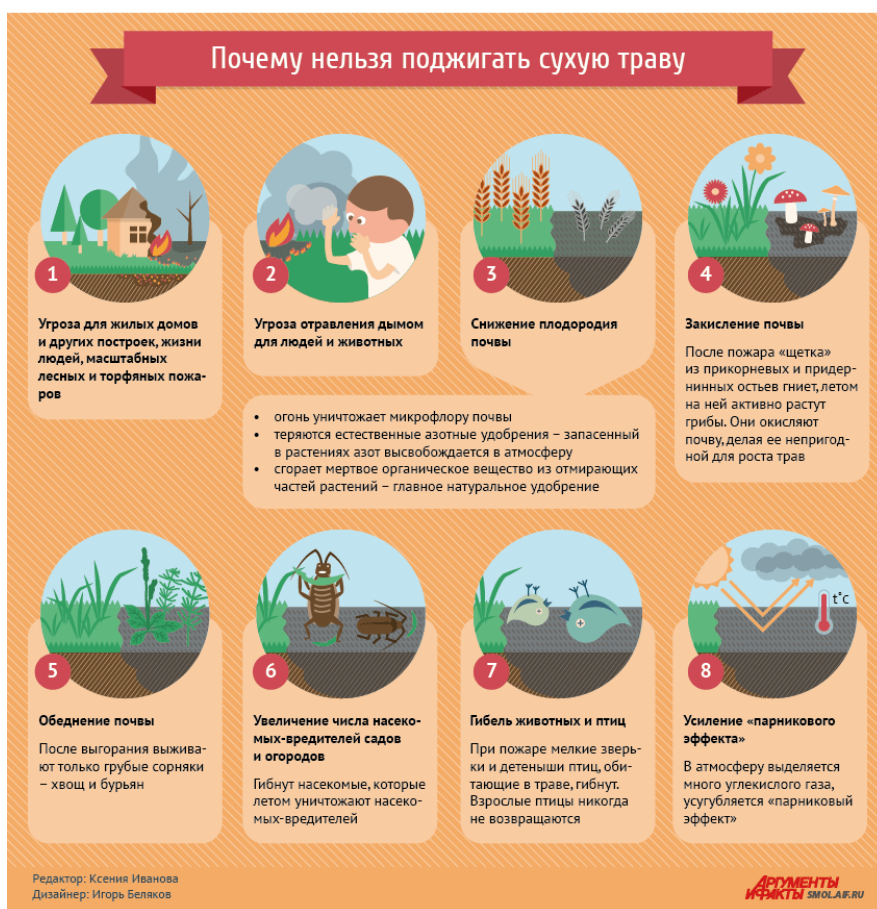 Почему нельзя поджигать сухую траву
1
Угроза для жилых домов
и других построек, жизни
людей, масштабных
лесных и торфяных пожа-
ров
2
Угроза отравления дымом
для людей и животных
3
Снижение плодородия
почвы
• огонь уничтожает микрофлору почвы
• теряются естественные азотные удобрения – запасенный
в растениях азот высвобождается в атмосферу
• сгорает мертвое органическое вещество из отмирающих
частей растений – главное натуральное удобрение
4
Закисление почвы
После пожара «щетка»
из прикорневых и придер-
нинных остьев гниет, летом
на ней активно растут
грибы. Они окисляют
почву, делая ее непригод-
ной для роста трав
5
Обеднение почвы
После выгорания выжива-
ют только грубые сорняки
– хвощ и бурьян
6
Увеличение числа насеко-
мых-вредителей садов
и огородов
Гибнут насекомые, которые
летом уничтожают насеко-
мых-вредителей
7
Гибель животных и птиц
При пожаре мелкие зверь-
ки и детеныши птиц, оби-
тающие в траве, гибнут.
Взрослые птицы никогда
не возвращаются
t°c
8
Усиление «парникового
эффекта»
В атмосферу выделяется
много углекислого газа,
усугубляется «парниковый
эффект»
Редактор: Ксения Иванова
Дизайнер: Игорь Беляков
АРГУМЕНТЫ
И ФАКТЫ SMOL.AIF.RU